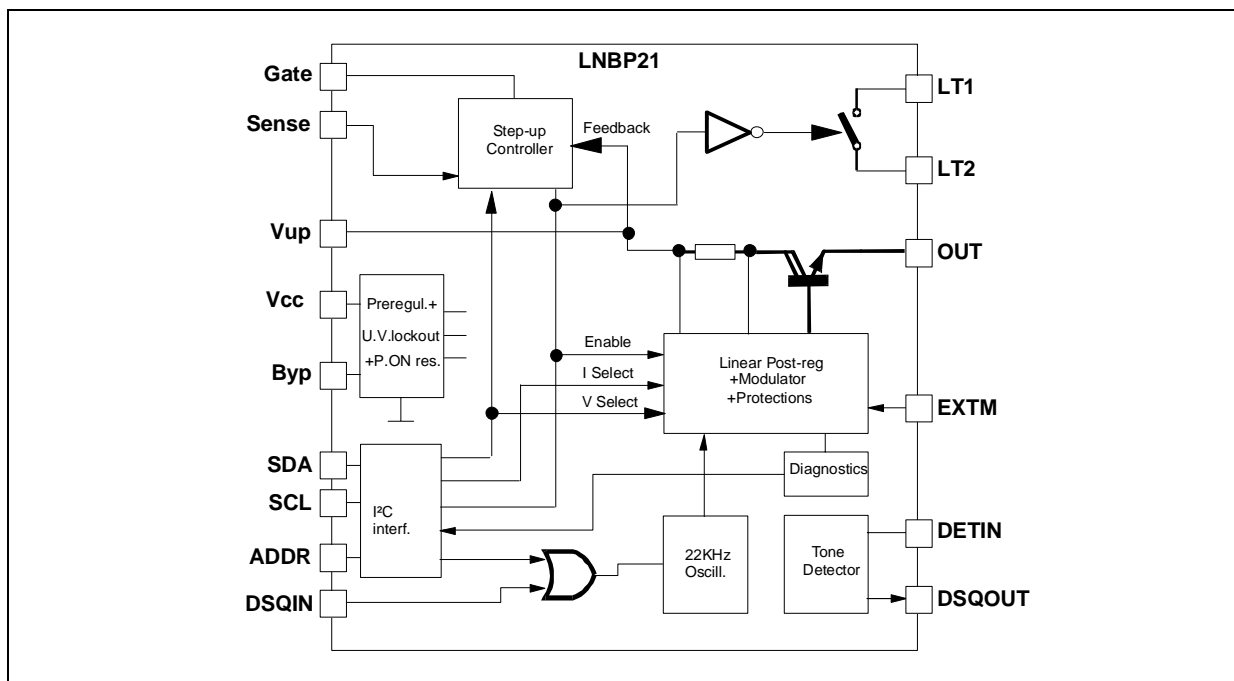 LNBP21
Gate
LT1
Sense
Step-up
Controller
Feedback
LT2
Vup
OUT
Vcc
Preregul.+
U.V.lockout
+P.ON res.
Byp
Enable
I Select
V Select
Linear Post-reg
+Modulator
+Protections
EXTM
SDA
SCL
ADDR
DSQIN
I²C
interf.
Diagnostics
22KHz
Oscill.
Tone
Detector
DETIN
DSQOUT